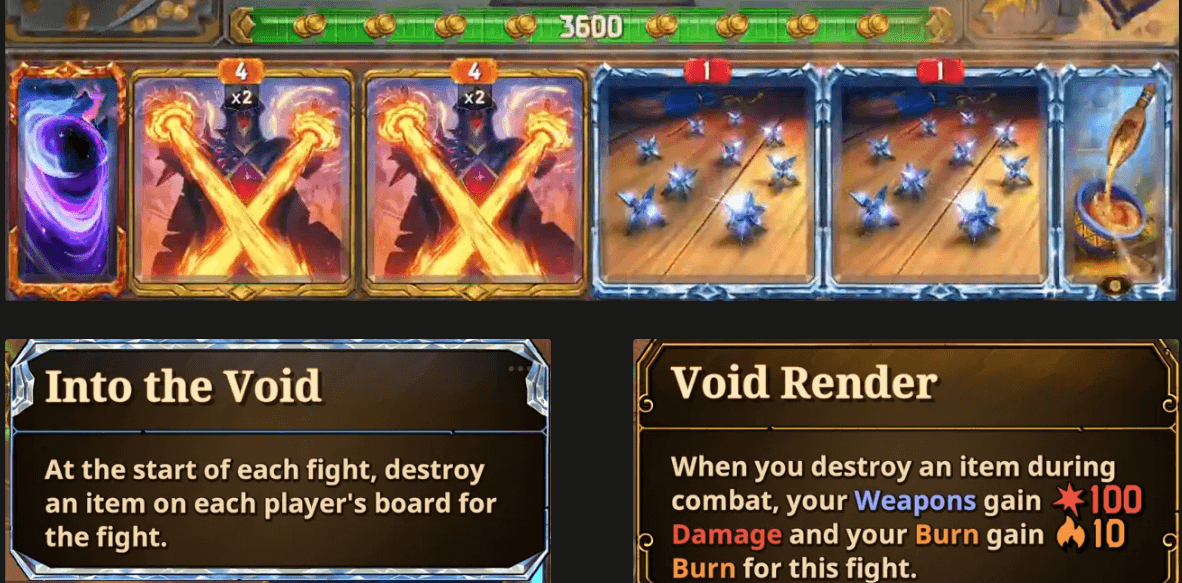 3600
4
4
1
1
x2
x2
Into the Void
At the start of each fight, destroy
an item on each player's board for
the fight.
Void Render
When you destroy an item during
combat, your Weapons gain 100
Damage and your Burn gain 10
Burn for this fight.